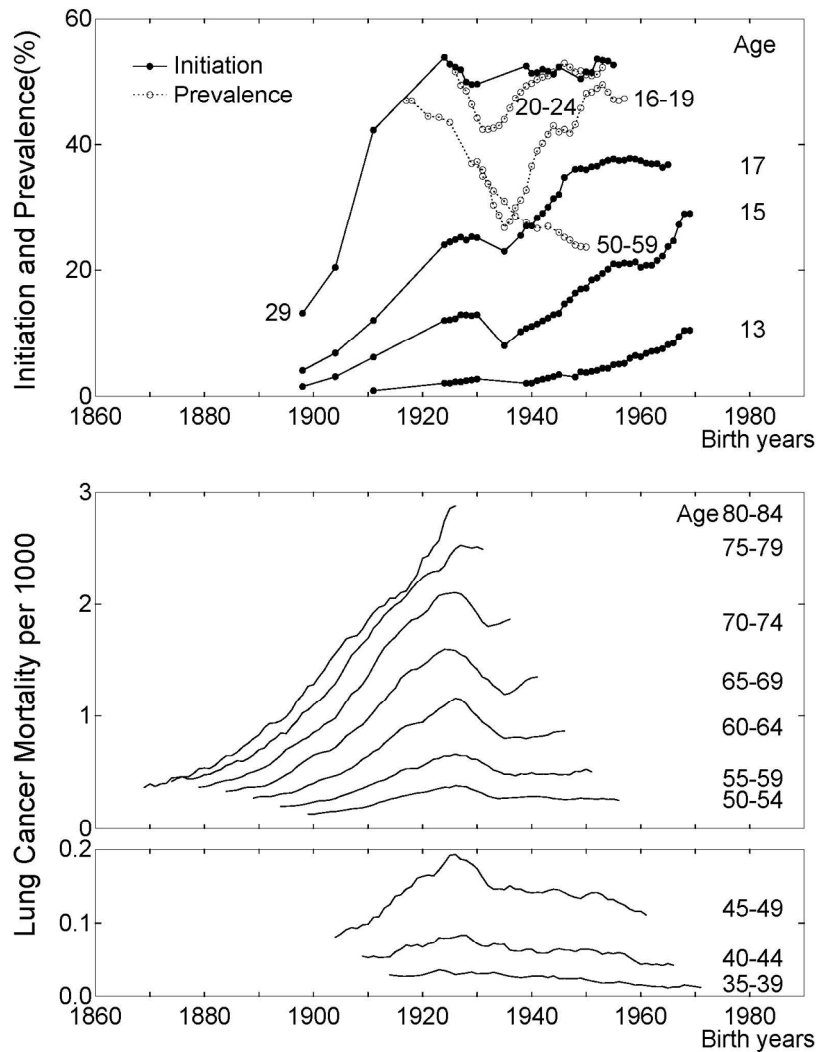 Initiation and Prevalence(%)
60
40
20
0
Initiation
Prevalence
Age
20-24
16-19
17
15
50-59
29
13
1860 1880 1900 1920 1940 1960 1980
Birth years
Lung Cancer Mortality per 1000
3
2
1
0
Age 80-84
75-79
70-74
65-69
60-64
55-59
50-54
0.2
0.1
0.0
45-49
40-44
35-39
1860 1880 1900 1920 1940 1960 1980
Birth years